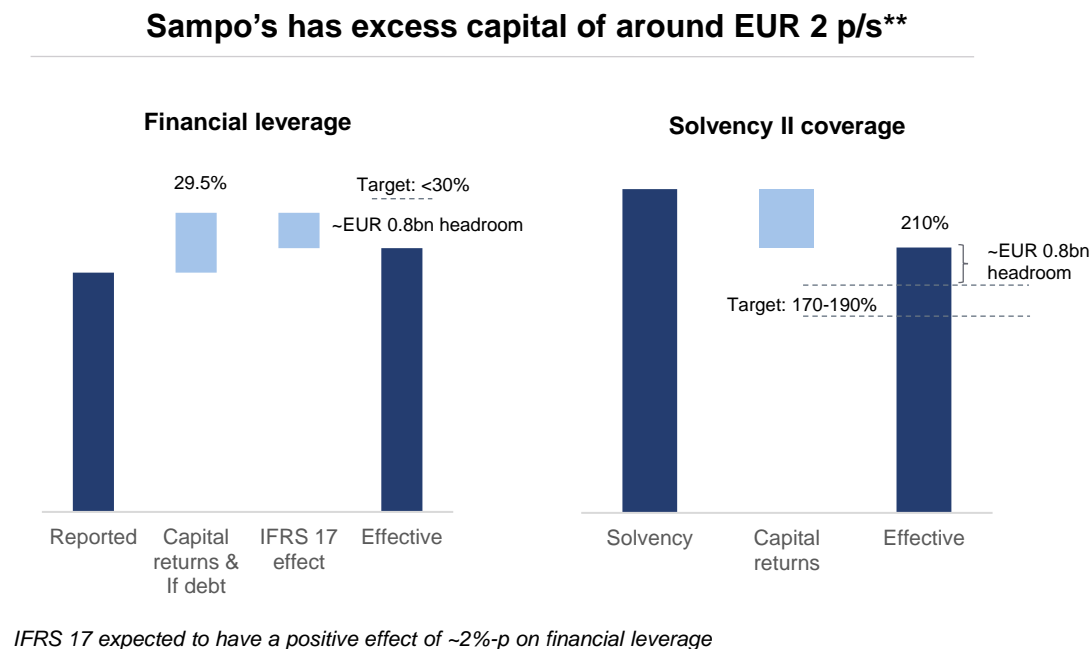 Sampo’s has excess capital of around EUR 2 p/s**
Financial leverage
29.5%
Target: <30%
~EUR 0.8bn headroom
Reported
Capital
returns &
If debt
IFRS 17
effect
Effective
Solvency II coverage
210%
~EUR 0.8bn
headroom
Target: 170-190%
Solvency
Capital
returns
Effective
IFRS 17 expected to have a positive effect of ~2%-p on financial leverage